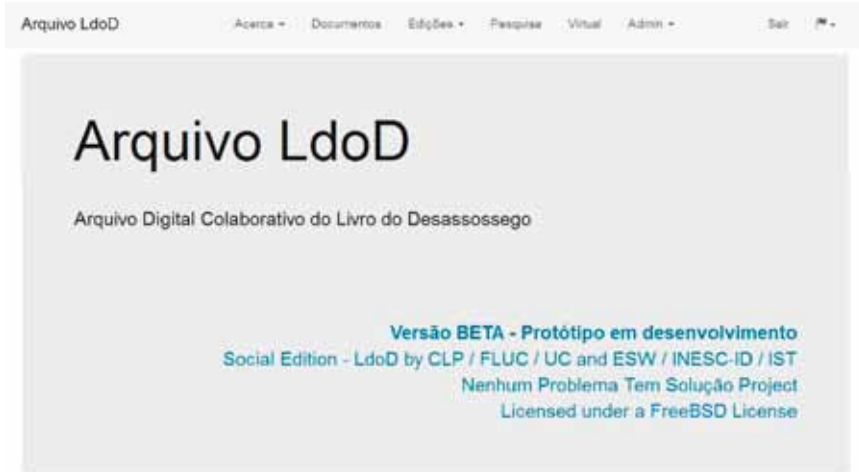 Arquivo LdoD Acerca Documentos Edições Pesquisa Virtual Admin Sair
Arquivo LdoD
Arquivo Digital Colaborativo do Livro do Desassossego
Versão BETA - Protótipo em desenvolvimento
Social Edition - LdoD by CLP / FLUC / UC and ESW / INESC-ID / IST
Nenhum Problema Tem Solução Project
Licensed under a FreeBSD License